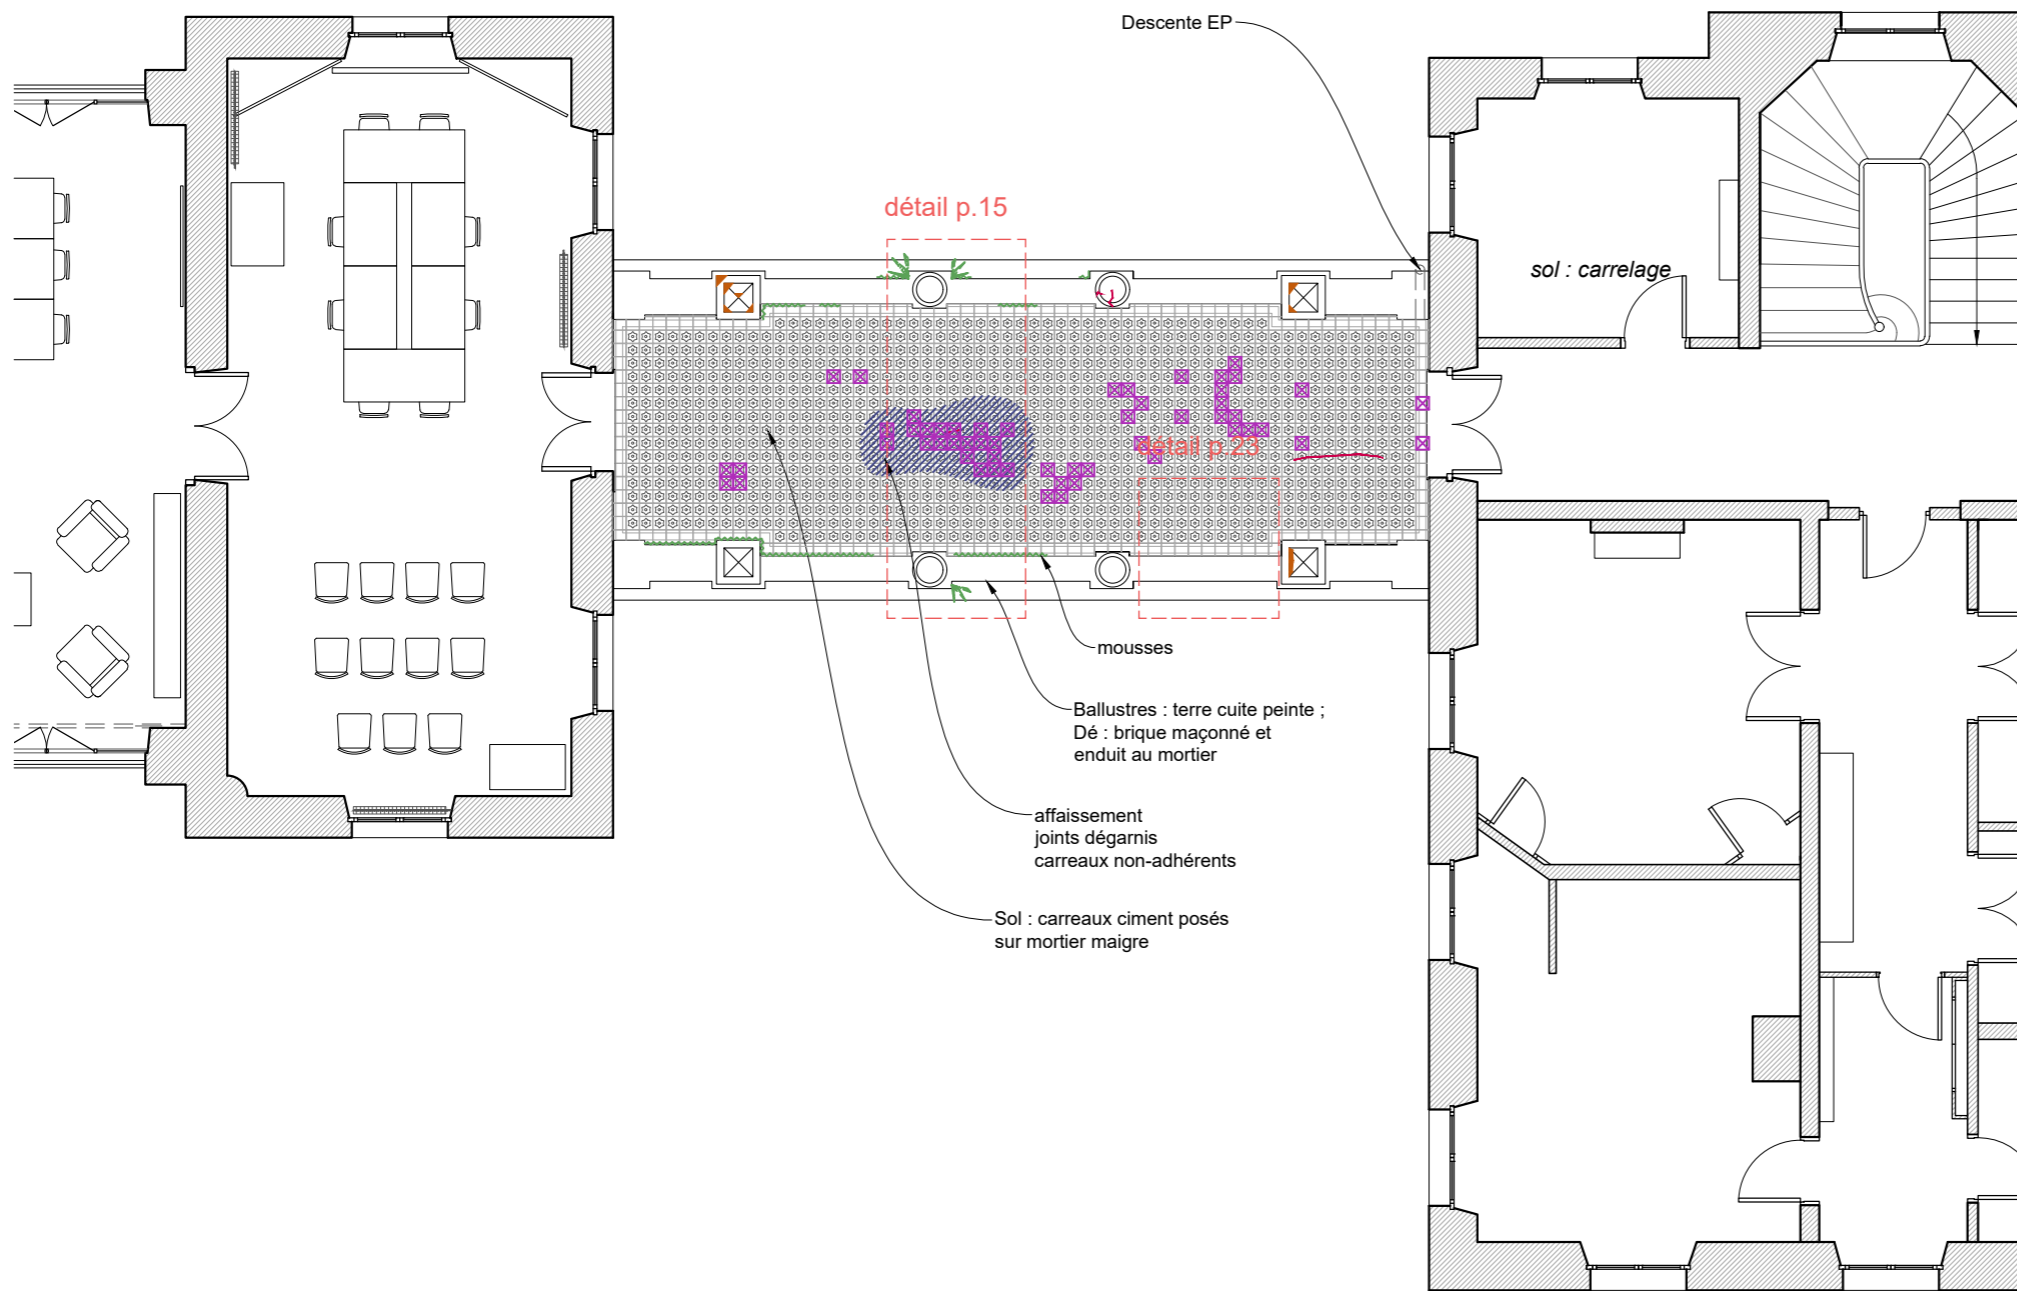 Descente EP
détail p.15
sol : carrelage
détail p.23
mousses
Ballustres : terre cuite peinte ;
Dé : brique maçonné et
enduit au mortier
affaissement
joints dégarnis
carreaux non-adhérents
Sol : carreaux ciment posés
sur mortier maigre